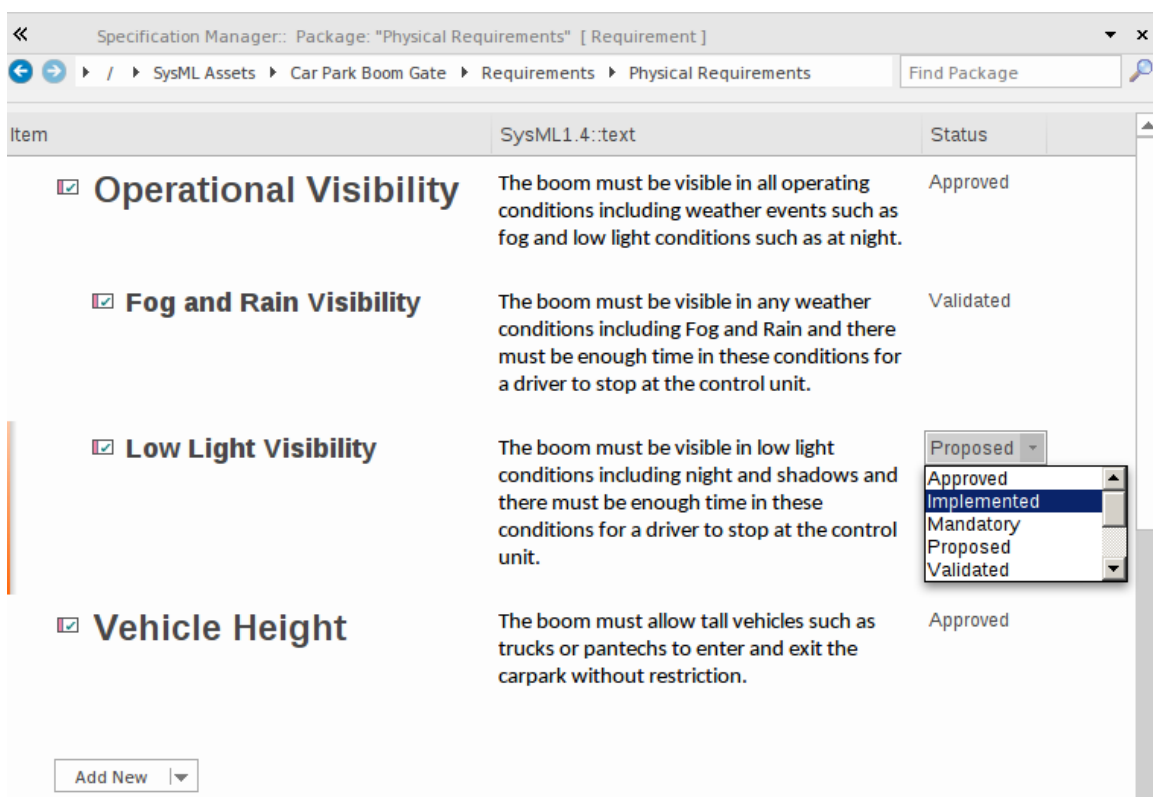 Specification Manager:: Package: "Physical Requirements" [ Requirement ]
/ SysML Assets Car Park Boom Gate Requirements Physical Requirements Find Package
Item SysML1.4::text Status
Operational Visibility
The boom must be visible in all operating
conditions including weather events such as
fog and low light conditions such as at night.
Approved
Fog and Rain Visibility
The boom must be visible in any weather
conditions including Fog and Rain and there
must be enough time in these conditions for
a driver to stop at the control unit.
Validated
Low Light Visibility
The boom must be visible in low light
conditions including night and shadows and
there must be enough time in these
conditions for a driver to stop at the control
unit.
Proposed
Approved
Implemented
Mandatory
Proposed
Validated
Vehicle Height
The boom must allow tall vehicles such as
trucks or pantechs to enter and exit the
carpark without restriction.
Approved
Add New